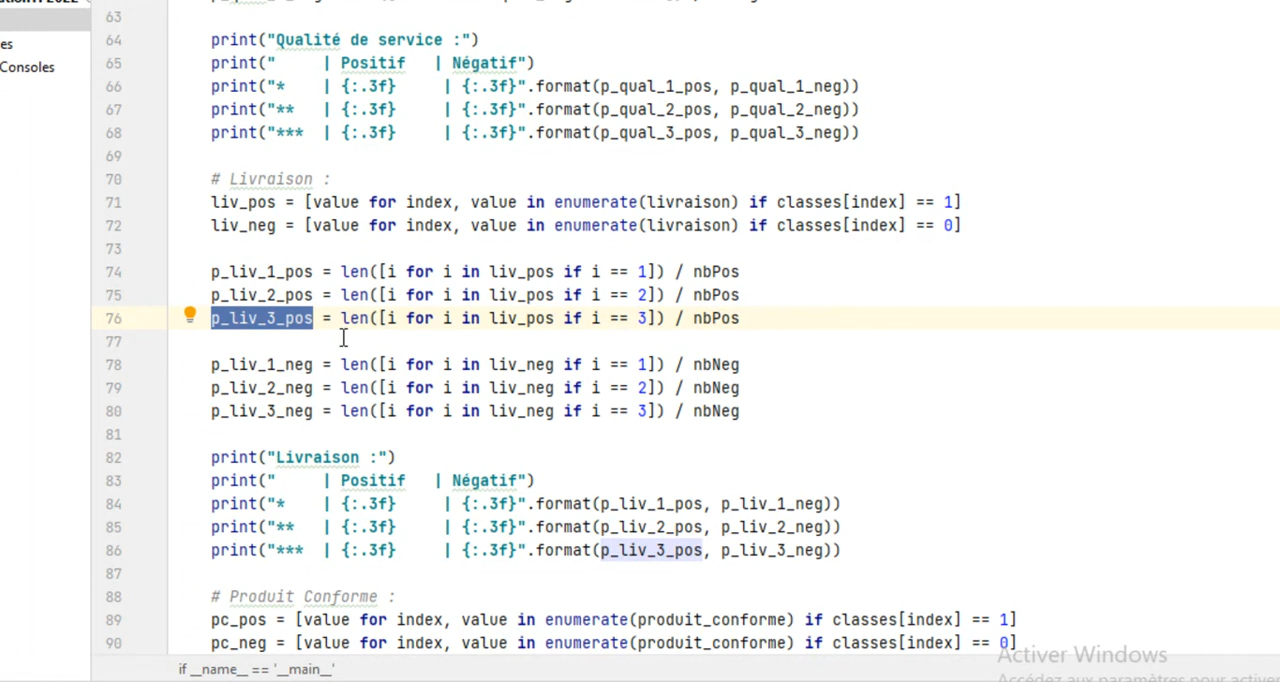 es
Consoles
63
64 print("Qualité de service :")
65 print("     | Positif   | Négatif")
66 print("*    | {:.3f}     | {:.3f}".format(p_qual_1_pos, p_qual_1_neg))
67 print("**   | {:.3f}     | {:.3f}".format(p_qual_2_pos, p_qual_2_neg))
68 print("***  | {:.3f}     | {:.3f}".format(p_qual_3_pos, p_qual_3_neg))
69
70 # Livraison :
71 liv_pos = [value for index, value in enumerate(livraison) if classes[index] == 1]
72 liv_neg = [value for index, value in enumerate(livraison) if classes[index] == 0]
73
74 p_liv_1_pos = len([i for i in liv_pos if i == 1]) / nbPos
75 p_liv_2_pos = len([i for i in liv_pos if i == 2]) / nbPos
76 p_liv_3_pos = len([i for i in liv_pos if i == 3]) / nbPos
77
78 p_liv_1_neg = len([i for i in liv_neg if i == 1]) / nbNeg
79 p_liv_2_neg = len([i for i in liv_neg if i == 2]) / nbNeg
80 p_liv_3_neg = len([i for i in liv_neg if i == 3]) / nbNeg
81
82 print("Livraison :")
83 print("     | Positif   | Négatif")
84 print("*    | {:.3f}     | {:.3f}".format(p_liv_1_pos, p_liv_1_neg))
85 print("**   | {:.3f}     | {:.3f}".format(p_liv_2_pos, p_liv_2_neg))
86 print("***  | {:.3f}     | {:.3f}".format(p_liv_3_pos, p_liv_3_neg))
87
88 # Produit Conforme :
89 pc_pos = [value for index, value in enumerate(produit_conforme) if classes[index] == 1]
90 pc_neg = [value for index, value in enumerate(produit_conforme) if classes[index] == 0]
Activer Windows
Accédez aux paramètres pour activer
if __name__ == '__main__'